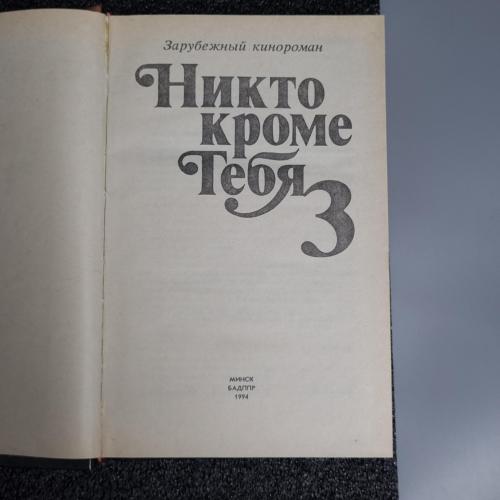 Зарубежный кинороман
Никто
кроме
Тебя
3
МИНСК
БАДППР
1994